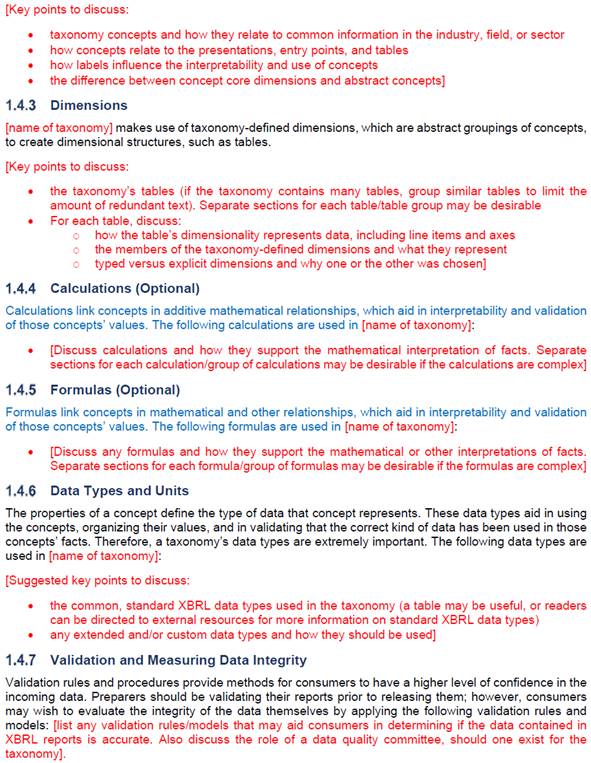 [Key points to discuss:
• taxonomy concepts and how they relate to common information in the industry, field, or sector
• how concepts relate to the presentations, entry points, and tables
• how labels influence the interpretability and use of concepts
• the difference between concept core dimensions and abstract concepts]
1.4.3 Dimensions
[name of taxonomy] makes use of taxonomy-defined dimensions, which are abstract groupings of concepts,
to create dimensional structures, such as tables.
[Key points to discuss:
• the taxonomy's tables (if the taxonomy contains many tables, group similar tables to limit the
amount of redundant text). Separate sections for each table/table group may be desirable
• For each table, discuss:
○ how the table's dimensionality represents data, including line items and axes
○ the members of the taxonomy-defined dimensions and what they represent
○ typed versus explicit dimensions and why one or the other was chosen]
1.4.4 Calculations (Optional)
Calculations link concepts in additive mathematical relationships, which aid in interpretability and validation
of those concepts' values. The following calculations are used in [name of taxonomy]:
• [Discuss calculations and how they support the mathematical interpretation of facts. Separate
sections for each calculation/group of calculations may be desirable if the calculations are complex]
1.4.5 Formulas (Optional)
Formulas link concepts in mathematical and other relationships, which aid in interpretability and validation
of those concepts' values. The following formulas are used in [name of taxonomy]:
• [Discuss any formulas and how they support the mathematical or other interpretations of facts.
Separate sections for each formula/group of formulas may be desirable if the formulas are complex]
1.4.6 Data Types and Units
The properties of a concept define the type of data that concept represents. These data types aid in using
the concepts, organizing their values, and in validating that the correct kind of data has been used in those
concepts' facts. Therefore, a taxonomy's data types are extremely important. The following data types are
used in [name of taxonomy]:
[Suggested key points to discuss:
• the common, standard XBRL data types used in the taxonomy (a table may be useful, or readers
can be directed to external resources for more information on standard XBRL data types)
• any extended and/or custom data types and how they should be used]
1.4.7 Validation and Measuring Data Integrity
Validation rules and procedures provide methods for consumers to have a higher level of confidence in the
incoming data. Preparers should be validating their reports prior to releasing them; however, consumers
may wish to evaluate the integrity of the data themselves by applying the following validation rules and
models: [list any validation rules/models that may aid consumers in determining if the data contained in
XBRL reports is accurate. Also discuss the role of a data quality committee, should one exist for the
taxonomy].